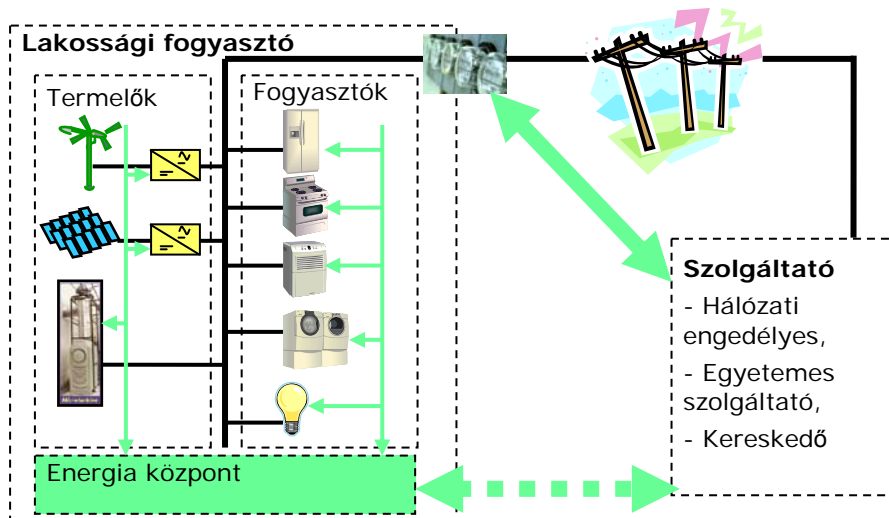 Lakossági fogyasztó
Termelők
Fogyasztók
Szolgáltató
- Hálózati
engedélyes,
- Egyetemes
szolgáltató,
- Kereskedő
Energia központ